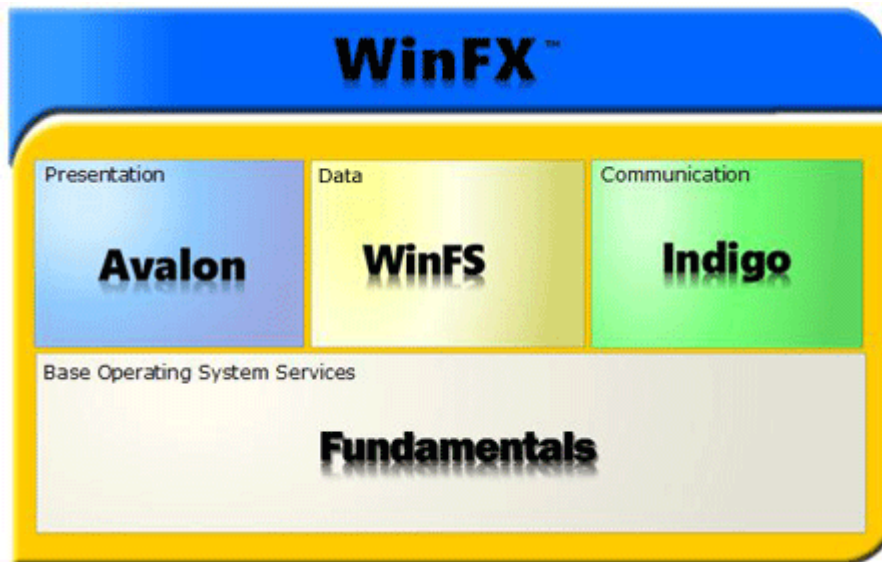 WinFX™
Presentation
Avalon
Data
WinFS
Communication
Indigo
Base Operating System Services
Fundamentals